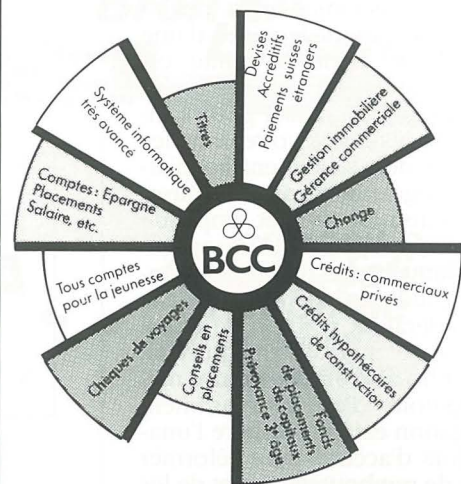 Devises
Accréditifs
Paiements suisses
étrangers
Gestion immobilière
Gérance commerciale
Change
Crédits: commerciaux
privés
Crédits hypothécaires
de construction
Fonds
de placements
de capitaux
Prévoyance 3e âge
Conseils en
placements
Chèques de voyages
Tous comptes
pour la jeunesse
Comptes: Epargne
Placements
Salaire, etc.
Système informatique
très avancé
Titres
BCC